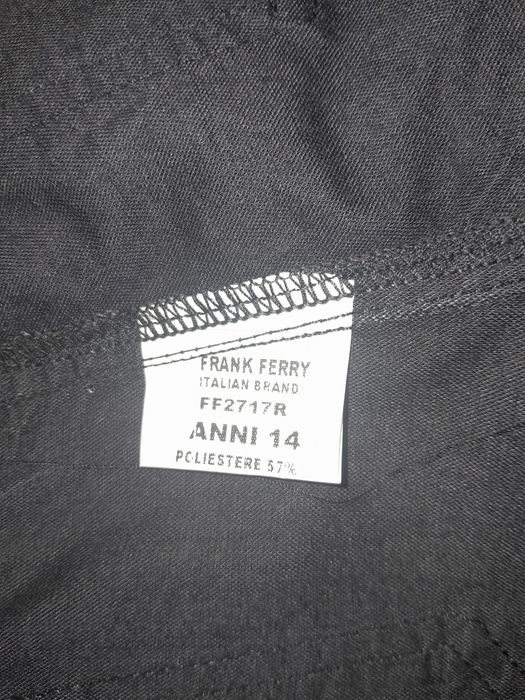 FRANK FERRY
ITALIAN BRAND
FF2717R
ANNI 14
POLIESTERE 57%